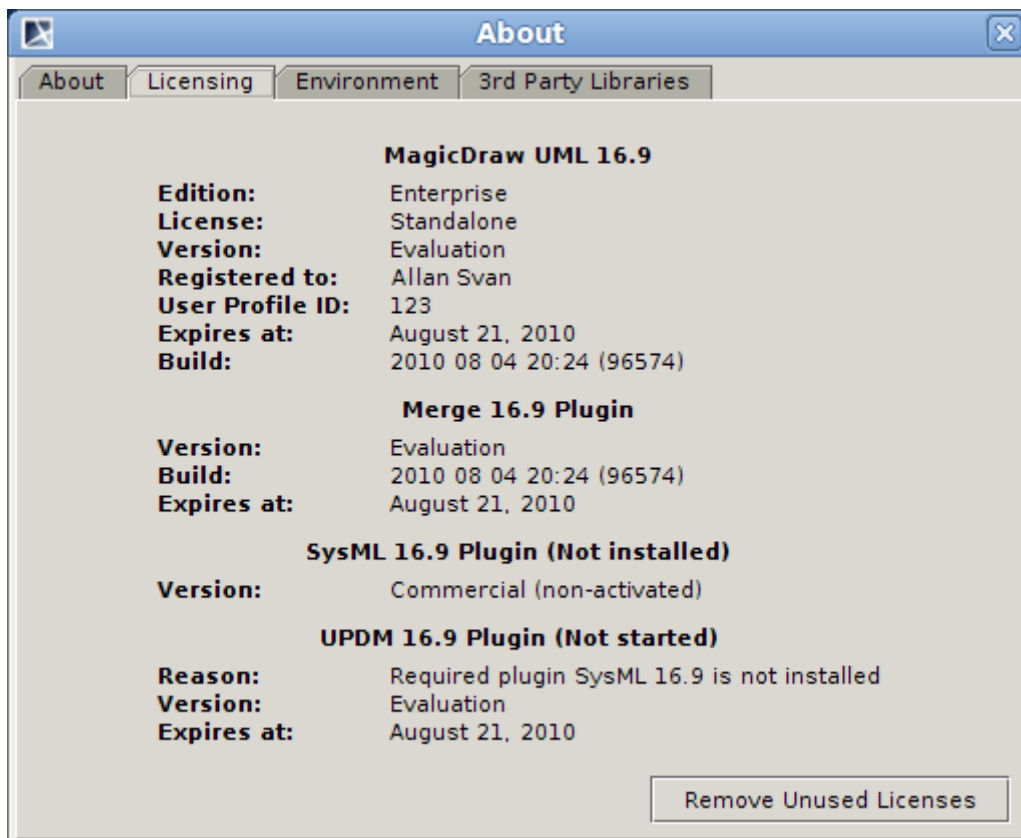 About
About Licensing Environment 3rd Party Libraries
MagicDraw UML 16.9
Edition: Enterprise
License: Standalone
Version: Evaluation
Registered to: Allan Svan
User Profile ID: 123
Expires at: August 21, 2010
Build: 2010 08 04 20:24 (96574)
Merge 16.9 Plugin
Version: Evaluation
Build: 2010 08 04 20:24 (96574)
Expires at: August 21, 2010
SysML 16.9 Plugin (Not installed)
Version: Commercial (non-activated)
UPDM 16.9 Plugin (Not started)
Reason: Required plugin SysML 16.9 is not installed
Version: Evaluation
Expires at: August 21, 2010
Remove Unused Licenses